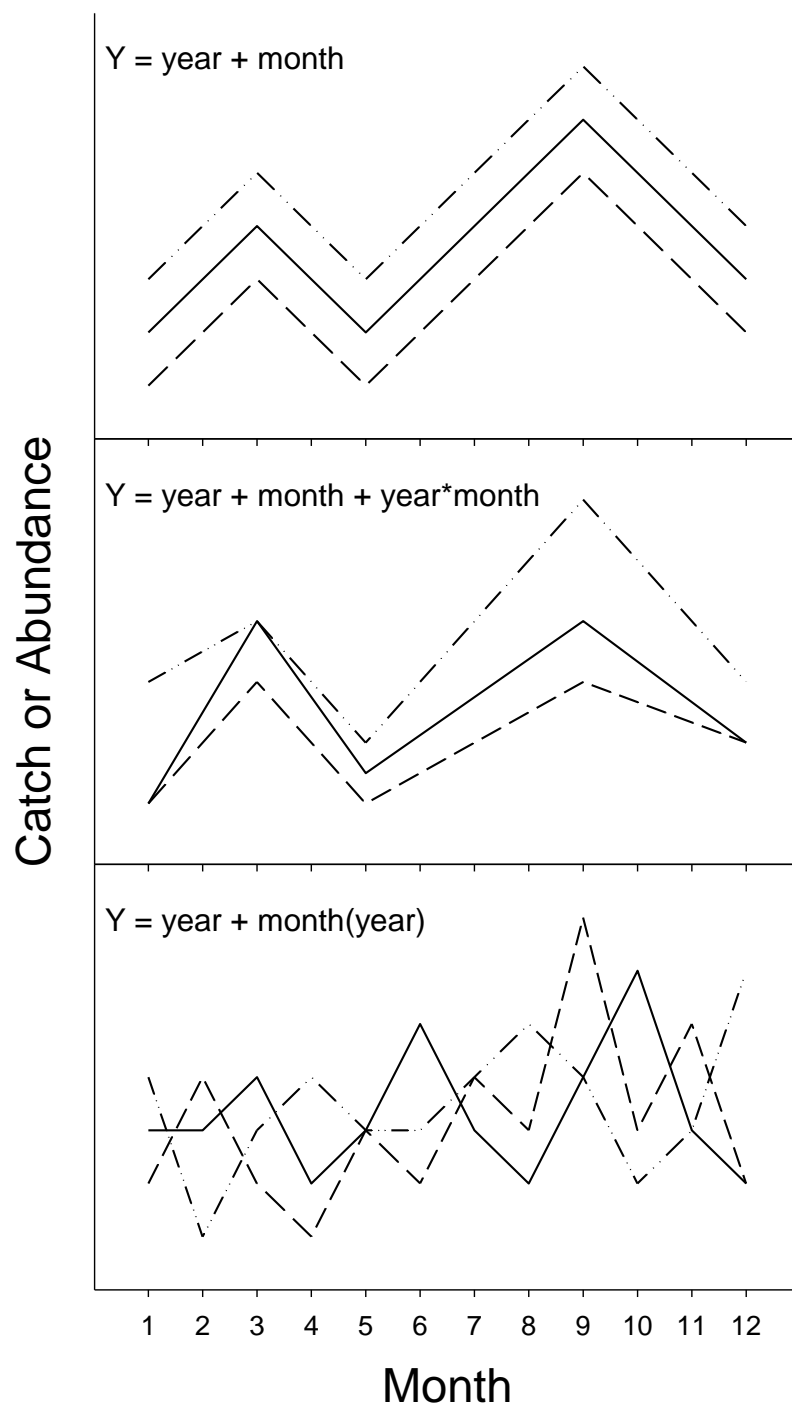 Y = year + month
Y = year + month + year*month
Catch or Abundance
Y = year + month(year)
1 2 3 4 5 6 7 8 9 10 11 12
Month